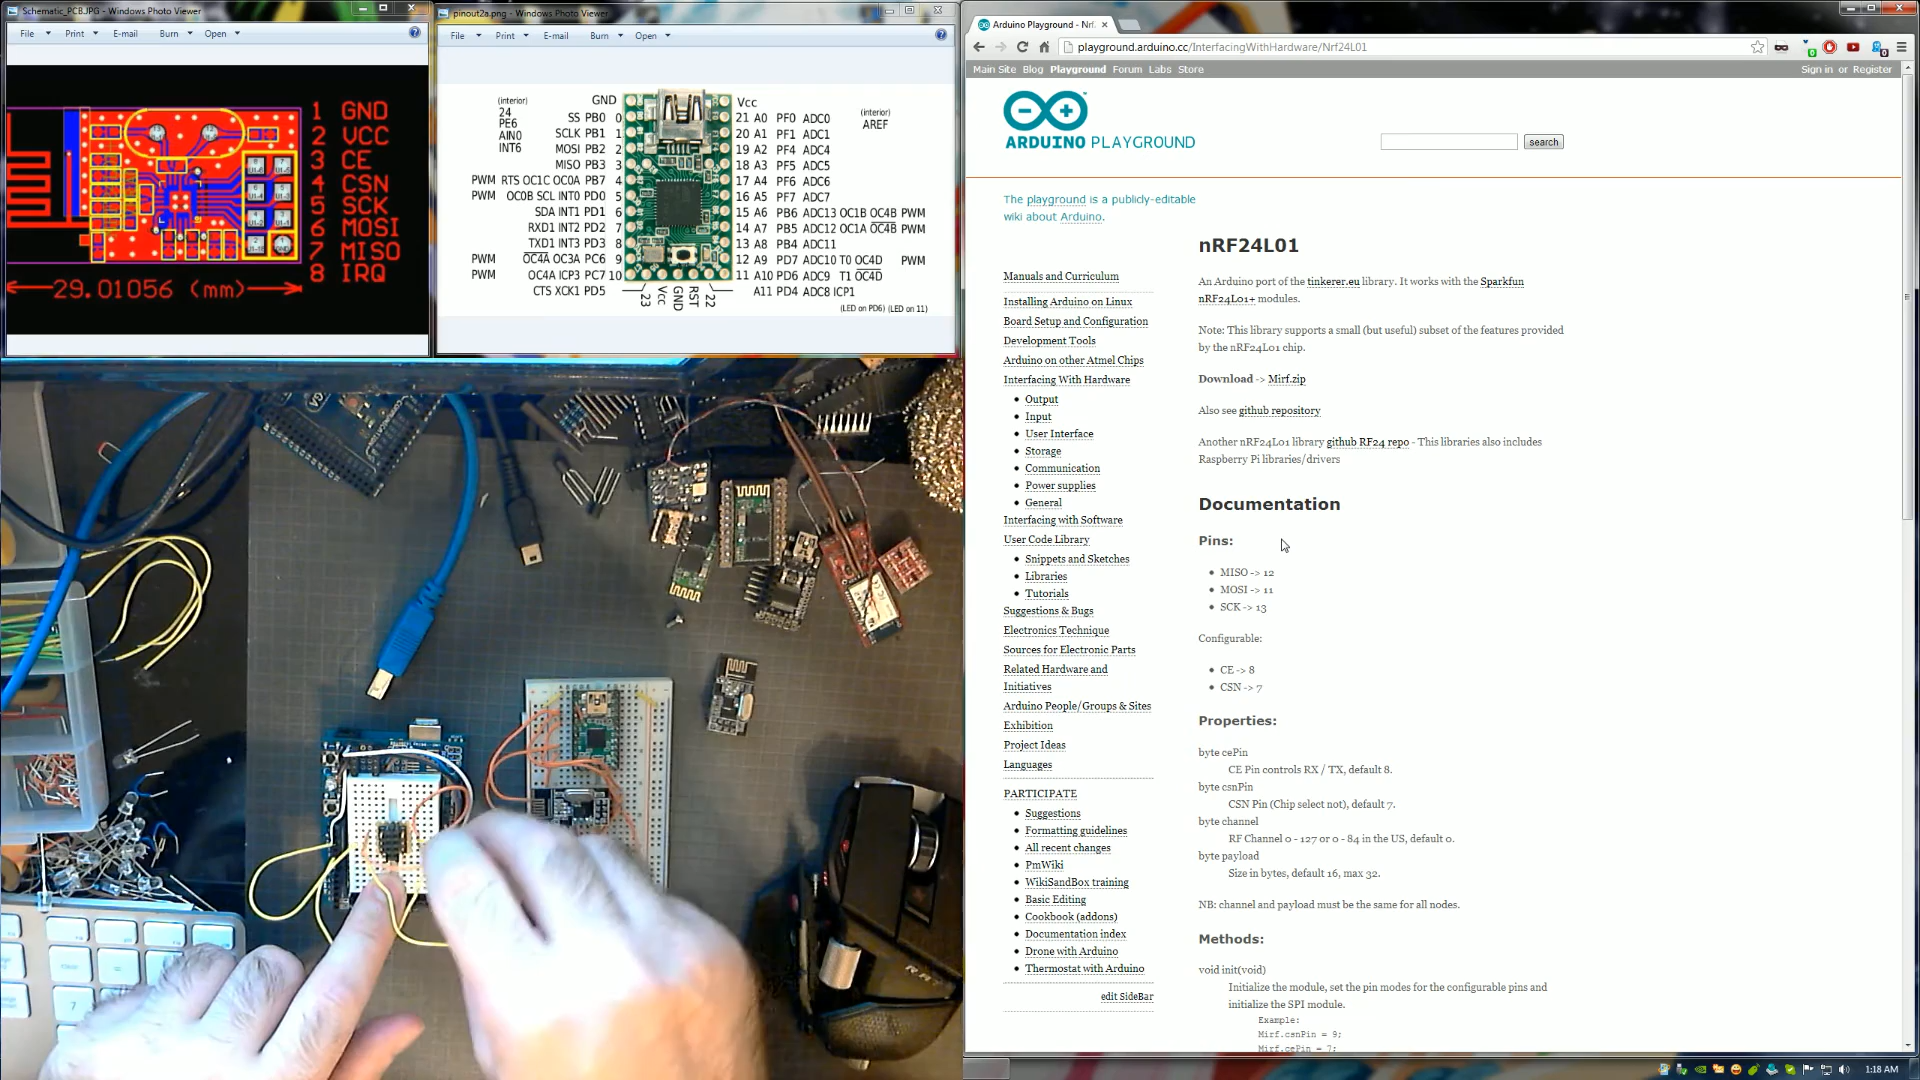 Schematic_PCB.JPG - Windows Photo Viewer
File Print E-mail Burn Open
1 GND
2 VCC
3 CE
4 CSN
5 SCK
6 MOSI
7 MISO
8 IRQ
29.01056 (mm)
pinout2a.png - Windows Photo Viewer
File Print E-mail Burn Open
(interior)
24
PE6
AIN0
INT6
GND
SS PB0 0
SCLK PB1 1
MOSI PB2 2
MISO PB3 3
PWM RTS OC1C OC0A PB7 4
PWM OC0B SCL INT0 PD0 5
SDA INT1 PD1 6
RXD1 INT2 PD2 7
TXD1 INT3 PD3 8
PWM OC4A OC3A PC6 9
PWM OC4A ICP3 PC7 10
CTS XCK1 PD5
23
Vcc
GND
RST
22
Vcc
21 A0 PF0 ADC0
20 A1 PF1 ADC1
19 A2 PF4 ADC4
18 A3 PF5 ADC5
17 A4 PF6 ADC6
16 A5 PF7 ADC7
15 A6 PB6 ADC13 OC1B OC4B PWM
14 A7 PB5 ADC12 OC1A OC4B PWM
13 A8 PB4 ADC11
12 A9 PD7 ADC10 T0 OC4D PWM
11 A10 PD6 ADC9 T1 OC4D
A11 PD4 ADC8 ICP1
(LED on PD6) (LED on 11)
(interior)
AREF
Arduino Playground - Nrf
playground.arduino.cc/InterfacingWithHardware/Nrf24L01
Main Site Blog Playground Forum Labs Store
Sign in or Register
ARDUINO PLAYGROUND
search
The playground is a publicly-editable
wiki about Arduino.
Manuals and Curriculum
Installing Arduino on Linux
Board Setup and Configuration
Development Tools
Arduino on other Atmel Chips
Interfacing With Hardware
Output
Input
User Interface
Storage
Communication
Power supplies
General
Interfacing with Software
User Code Library
Snippets and Sketches
Libraries
Tutorials
Suggestions & Bugs
Electronics Technique
Sources for Electronic Parts
Related Hardware and
Initiatives
Arduino People/Groups & Sites
Exhibition
Project Ideas
Languages
PARTICIPATE
Suggestions
Formatting guidelines
All recent changes
PmWiki
WikiSandBox training
Basic Editing
Cookbook (addons)
Documentation index
Drone with Arduino
Thermostat with Arduino
edit SideBar
nRF24L01
An Arduino port of the tinkerer.eu library. It works with the Sparkfun
nRF24L01+ modules.
Note: This library supports a small (but useful) subset of the features provided
by the nRF24L01 chip.
Download -> Mirf.zip
Also see github repository
Another nRF24L01 library github RF24 repo - This libraries also includes
Raspberry Pi libraries/drivers
Documentation
Pins:
MISO -> 12
MOSI -> 11
SCK -> 13
Configurable:
CE -> 8
CSN -> 7
Properties:
byte cePin
CE Pin controls RX / TX, default 8.
byte csnPin
CSN Pin (Chip select not), default 7.
byte channel
RF Channel 0 - 127 or 0 - 84 in the US, default 0.
byte payload
Size in bytes, default 16, max 32.
NB: channel and payload must be the same for all nodes.
Methods:
void init(void)
Initialize the module, set the pin modes for the configurable pins and
initialize the SPI module.
Example:
Mirf.csnPin = 9;
Mirf.cePin = 7;
1:18 AM